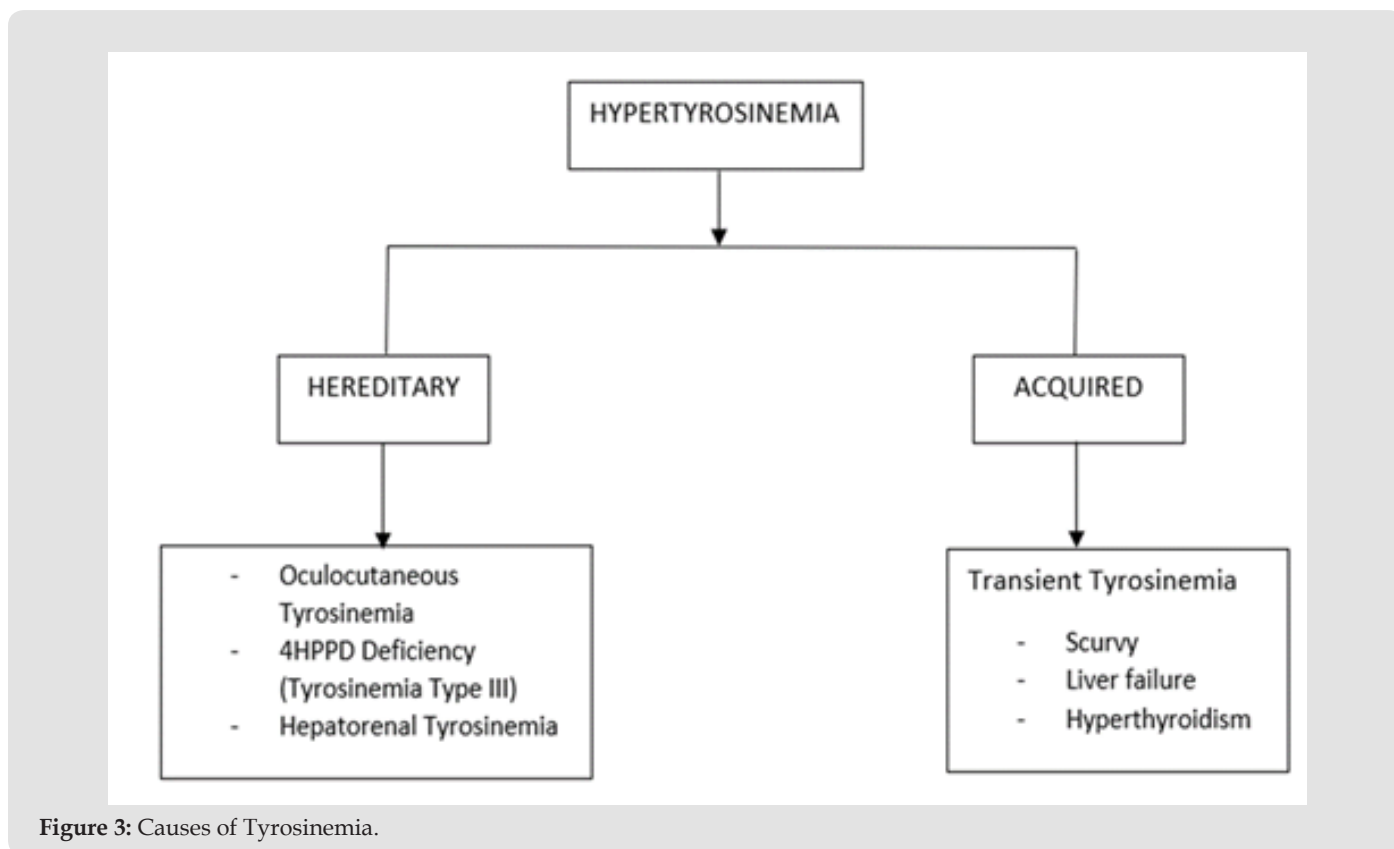 HYPERTYROSINEMIA
HEREDITARY
ACQUIRED
- Oculocutaneous
Tyrosinemia
- 4HPPD Deficiency
(Tyrosinemia Type III)
- Hepatorenal Tyrosinemia
Transient Tyrosinemia
- Scurvy
- Liver failure
- Hyperthyroidism
Figure 3: Causes of Tyrosinemia.